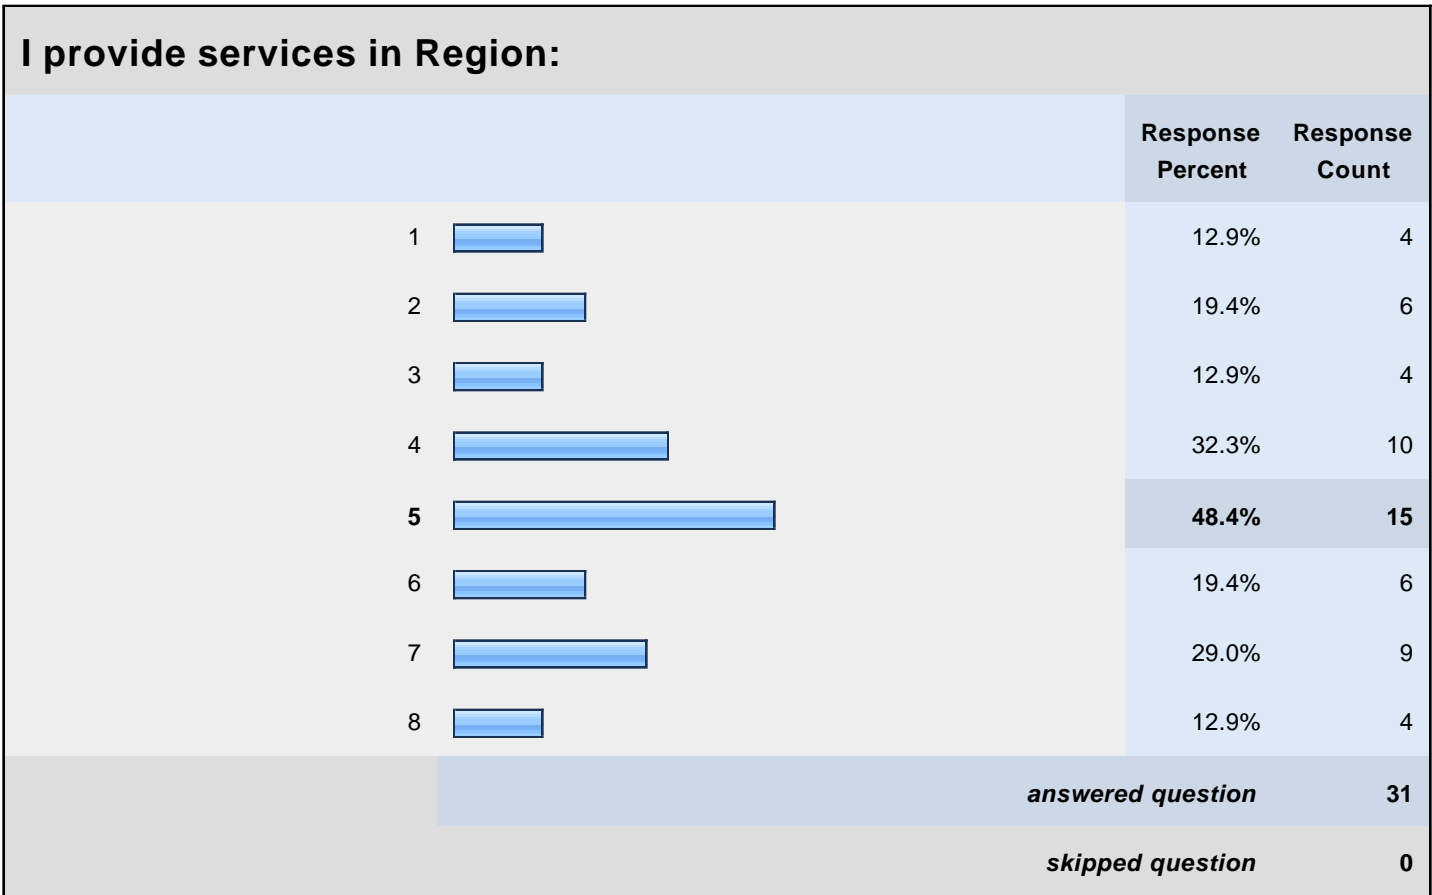 I provide services in Region:
Response Percent
Response Count
1 12.9% 4
2 19.4% 6
3 12.9% 4
4 32.3% 10
5 48.4% 15
6 19.4% 6
7 29.0% 9
8 12.9% 4
answered question 31
skipped question 0